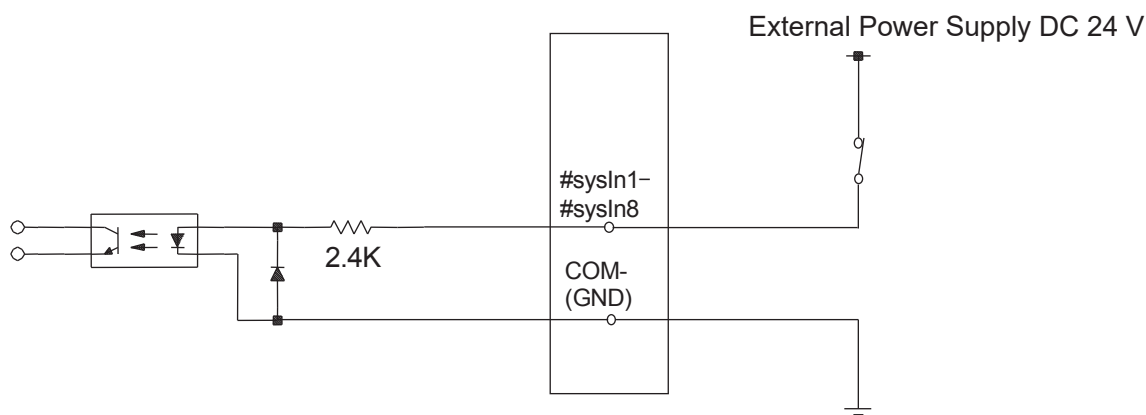 External Power Supply DC 24 V
#sysIn1−
#sysIn8
2.4K
COM-
(GND)